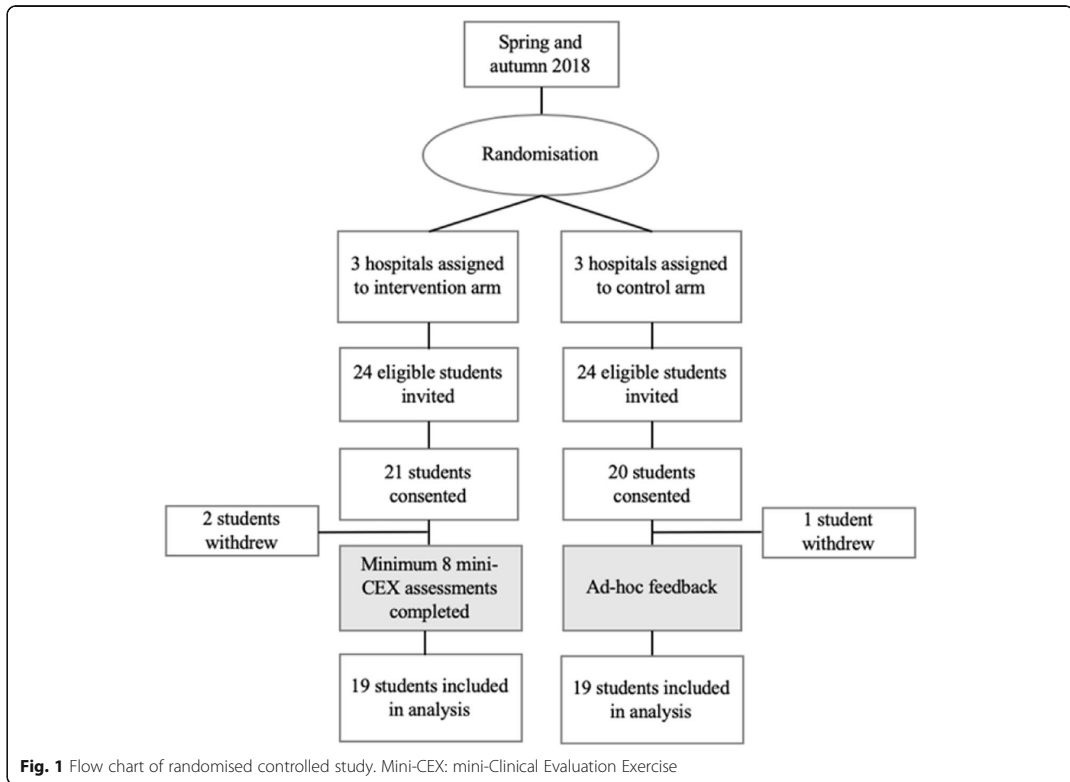 Spring and
autumn 2018
Randomisation
3 hospitals assigned
to intervention arm
3 hospitals assigned
to control arm
24 eligible students
invited
24 eligible students
invited
21 students
consented
20 students
consented
2 students
withdrew
1 student
withdrew
Minimum 8 mini-
CEX assessments
completed
Ad-hoc feedback
19 students included
in analysis
19 students included
in analysis
Fig. 1 Flow chart of randomised controlled study. Mini-CEX: mini-Clinical Evaluation Exercise